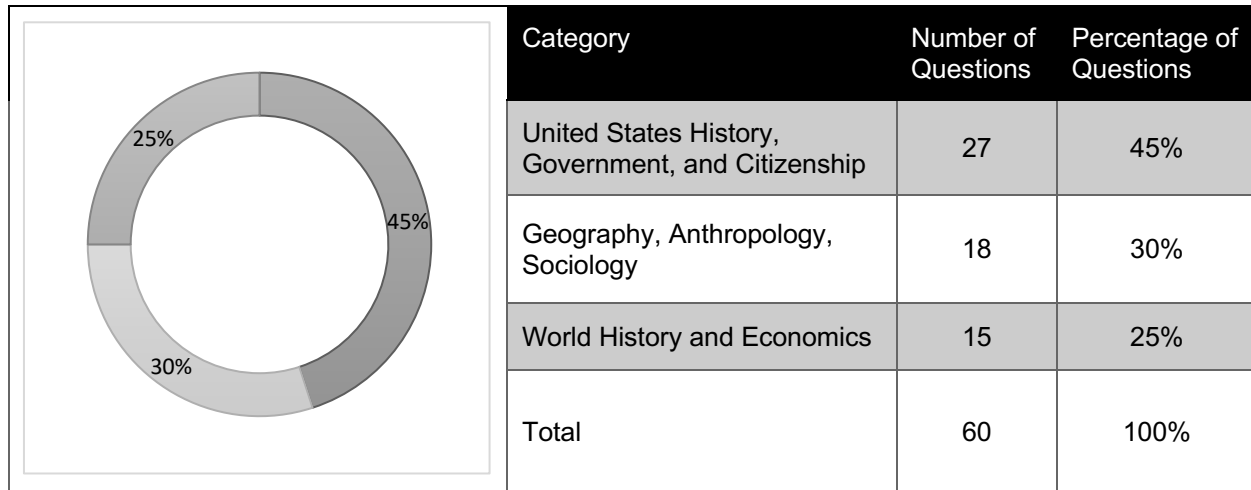 25%
45%
30%
Category
Number of
Questions
Percentage of
Questions
United States History,
Government, and Citizenship
27
45%
Geography, Anthropology,
Sociology
18
30%
World History and Economics
15
25%
Total
60
100%